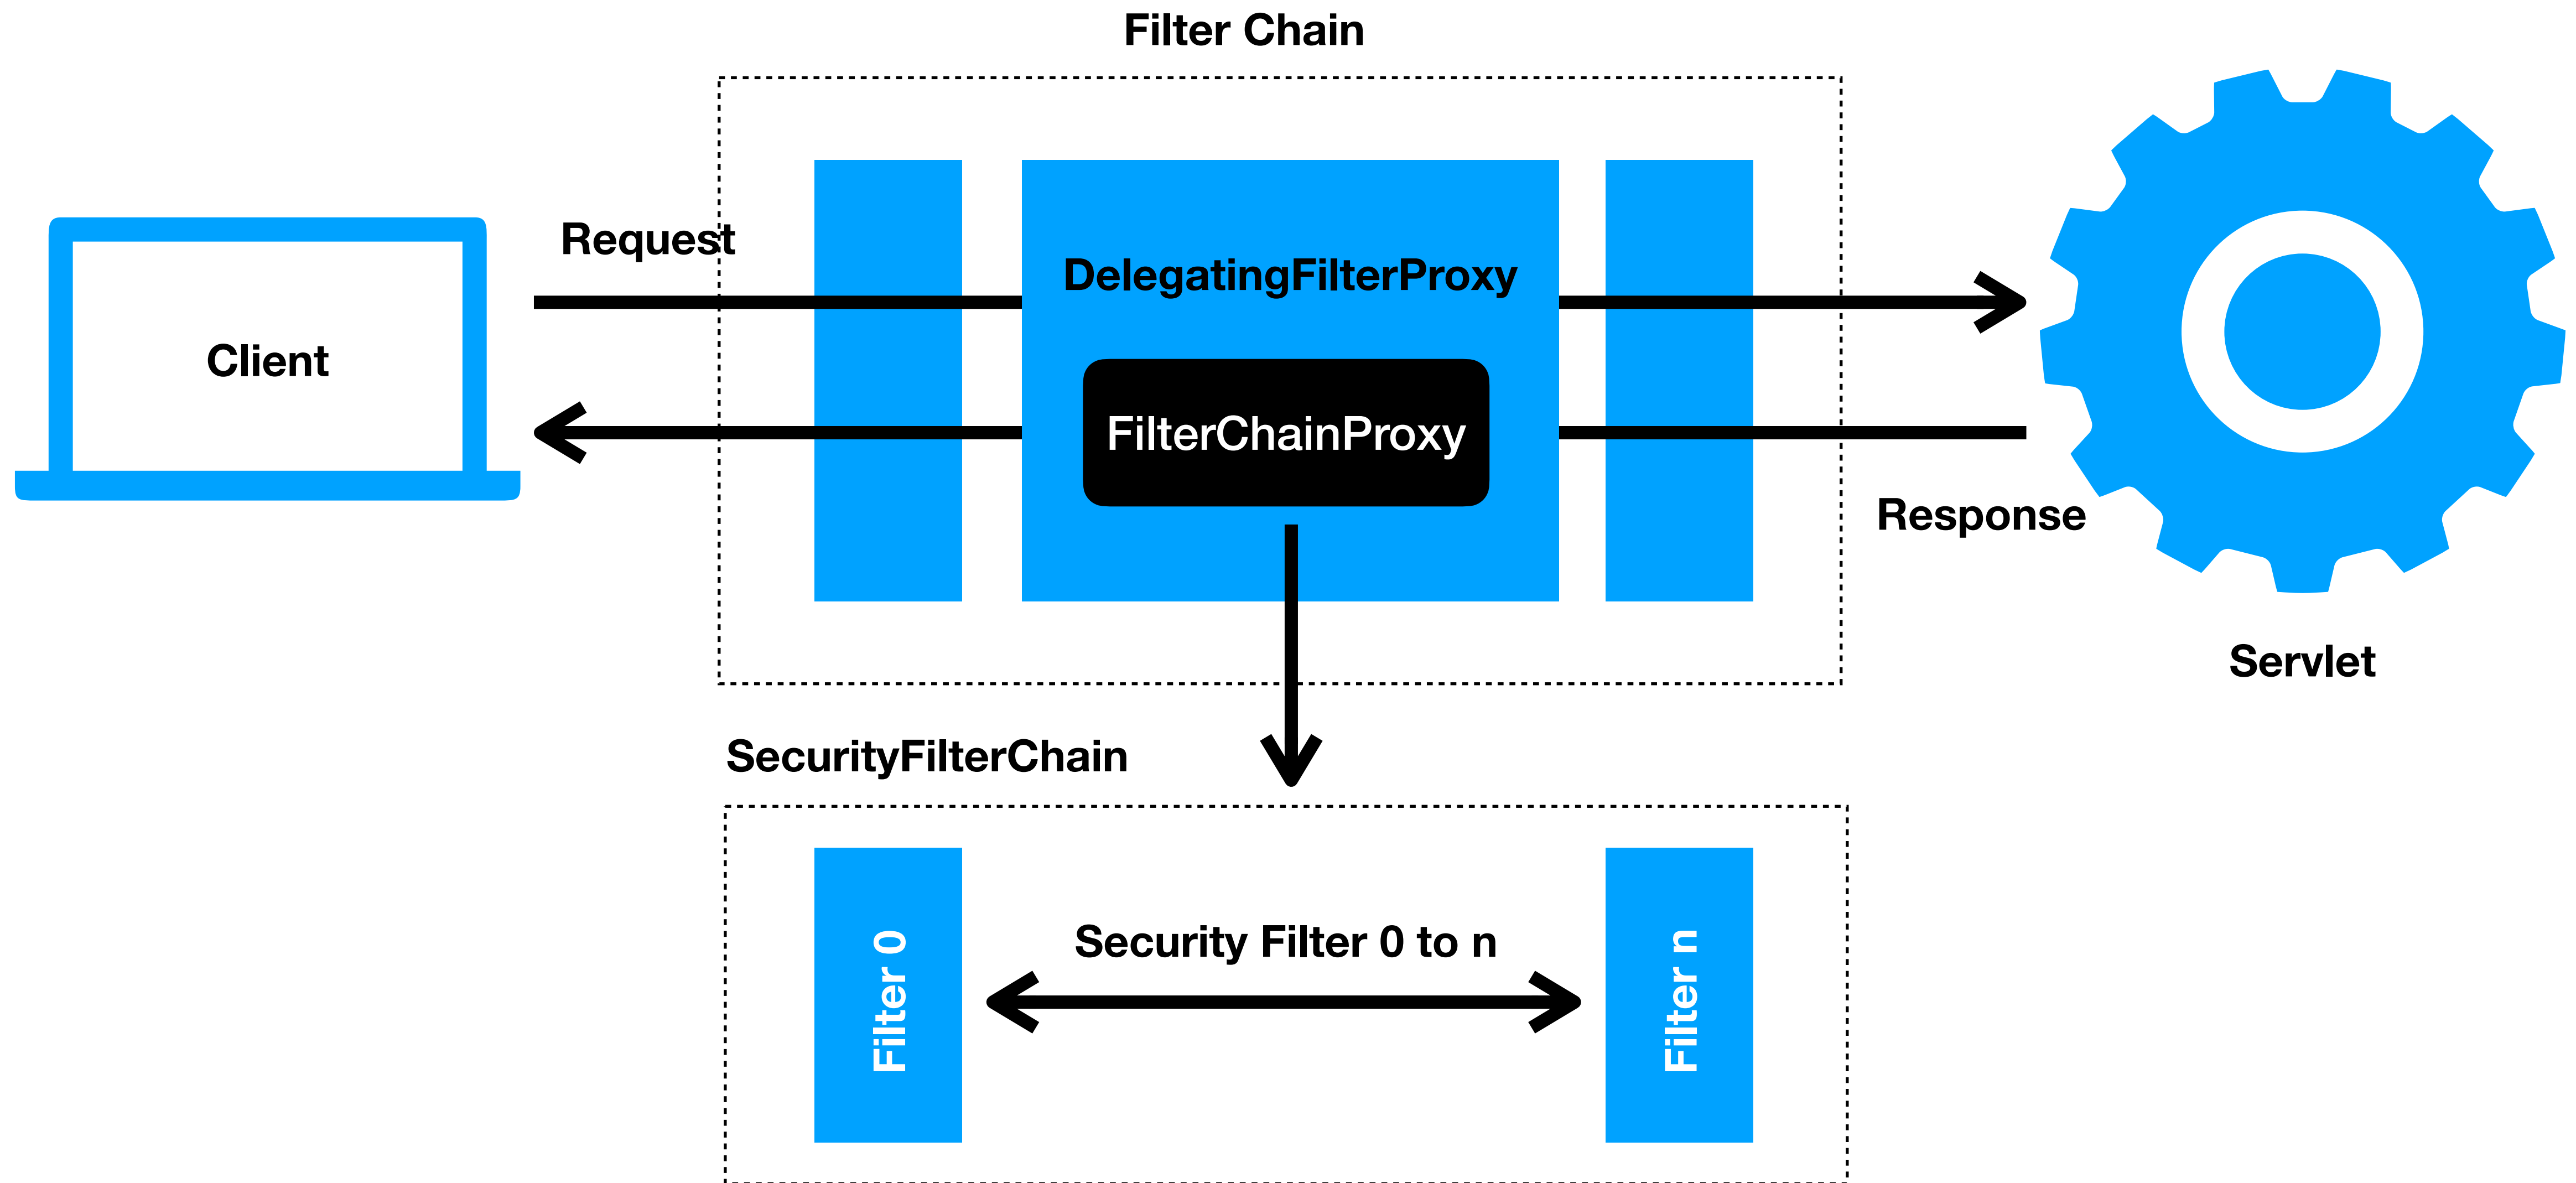 Filter Chain
Request
DelegatingFilterProxy
Client
FilterChainProxy
Response
Servlet
SecurityFilterChain
Security Filter 0 to n
Filter 0
Filter n